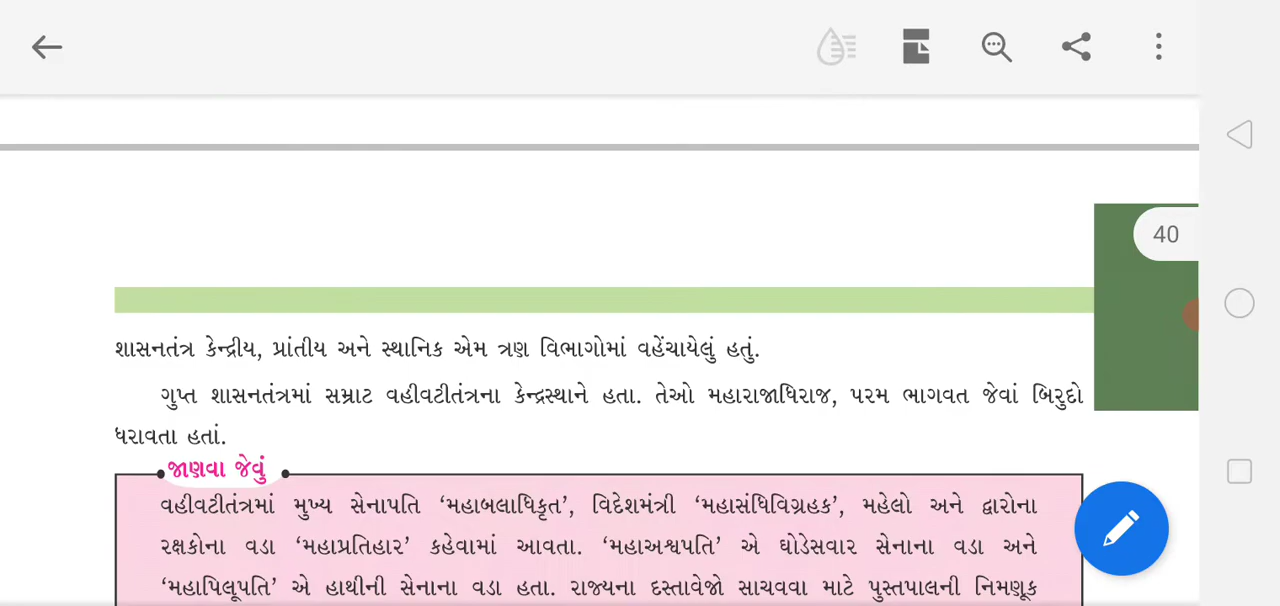 40
શાસનતંત્ર કેન્દ્રીય, પ્રાંતીય અને સ્થાનિક એમ ત્રણ વિભાગોમાં વહેંચાયેલું હતું.
ગુપ્ત શાસનતંત્રમાં સમ્રાટ વહીવટીતંત્રના કેન્દ્રસ્થાને હતા. તેઓ મહારાજાધિરાજ, પરમ ભાગવત જેવાં બિરુદો
ધરાવતા હતાં.
જાણવા જેવું
વહીવટીતંત્રમાં મુખ્ય સેનાપતિ ‘મહાબલાધિકૃત’, વિદેશમંત્રી ‘મહાસંધિવિગ્રહક’, મહેલો અને દ્વારોના
રક્ષકોના વડા ‘મહાપ્રતિહાર’ કહેવામાં આવતા. ‘મહાઅશ્વપતિ’ એ ઘોડેસવાર સેનાના વડા અને
‘મહાપિલૂપતિ’ એ હાથીની સેનાના વડા હતા. રાજ્યના દસ્તાવેજો સાચવવા માટે પુસ્તપાલની નિમણૂક